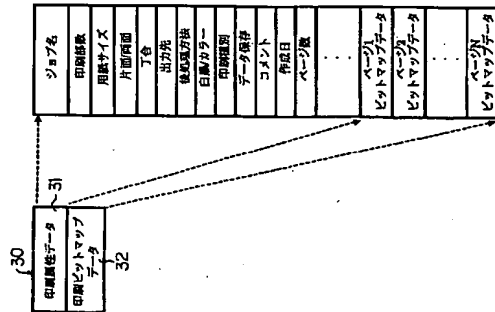 30
印刷属性データ
31
印刷ビットマップ
データ
32
ジョブ名
印刷部数
用紙サイズ
片面/両面
丁合
出力先
後処理方法
白黒/カラー
印刷種別
データ保存
コメント
作成日
ページ数
ページ1
ビットマップデータ
ページ2
ビットマップデータ
ページN
ビットマップデータ